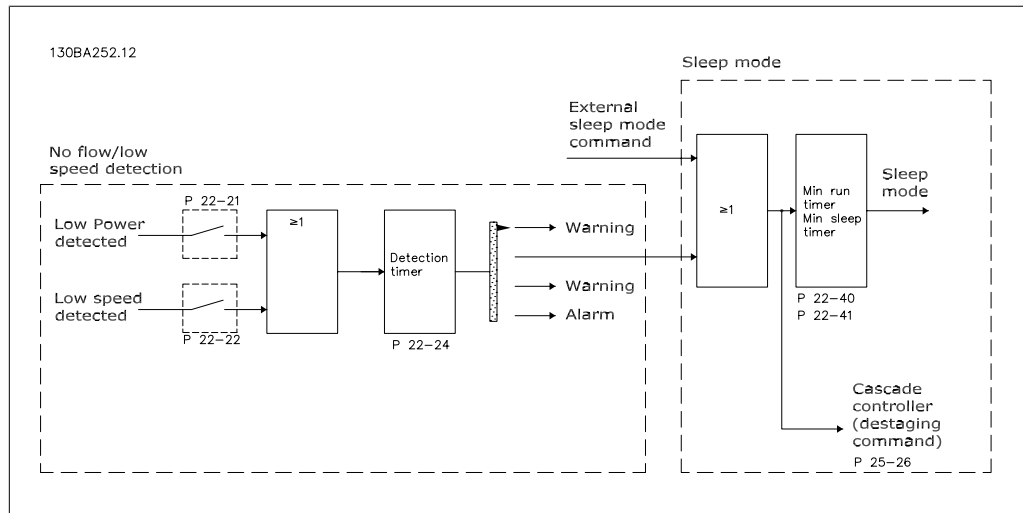 130BA252.12
Sleep mode
External
sleep mode
command
No flow/low
speed detection
P 22-21
Low Power
detected
≥1
Detection
timer
Warning
Warning
Alarm
Low speed
detected
P 22-22
P 22-24
≥1
Min run
timer
Min sleep
timer
Sleep
mode
P 22-40
P 22-41
Cascade
controller
(destaging
command)
P 25-26